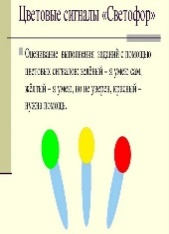 Цветовые сигналы «Светофор»
Оценивание выполнения заданий с помощью
цветовых сигналов: зелёный – я умею сам,
жёлтый – я умею, но не уверен, красный –
нужна помощь.